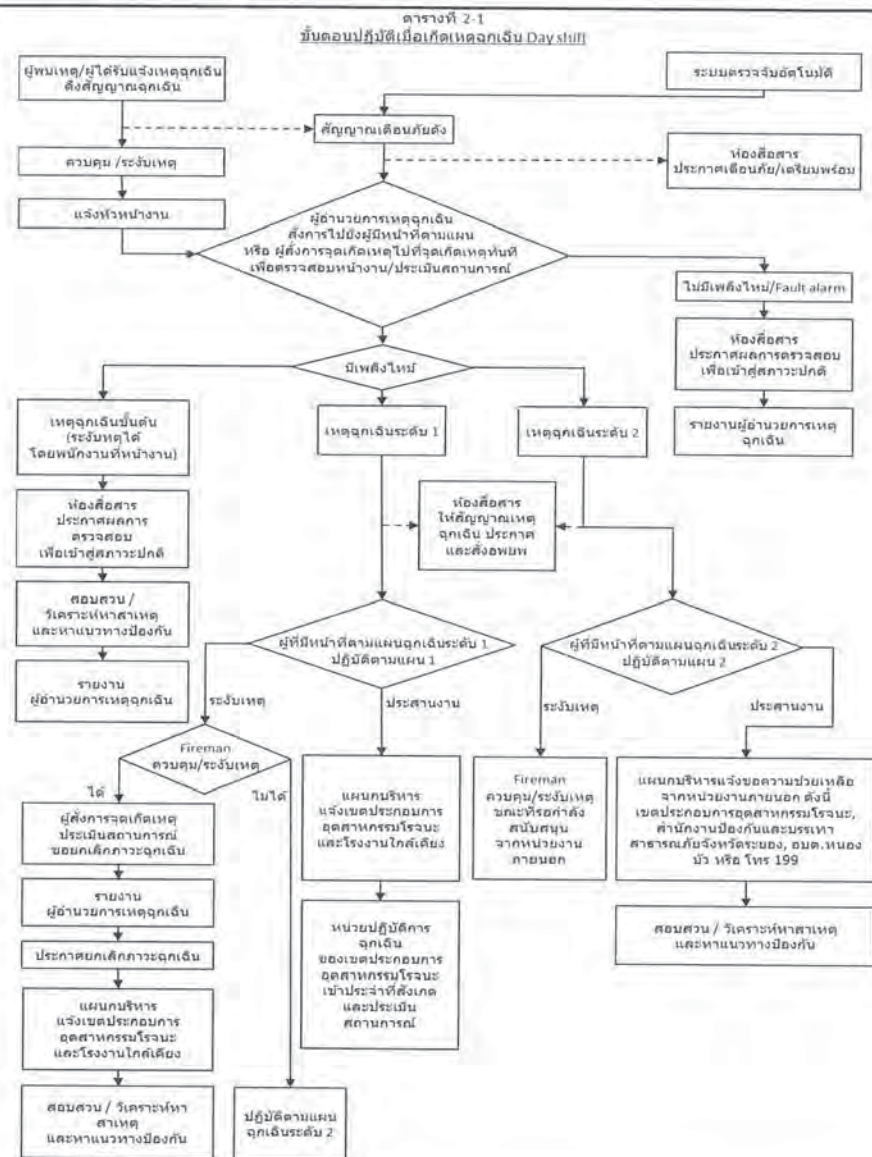 ตารางที่ 2-1
ขั้นตอนปฏิบัติเมื่อเกิดเหตุฉุกเฉิน Day shift
ผู้พบเหตุ/ผู้ได้รับแจ้งเหตุฉุกเฉิน
ดึงสัญญาณฉุกเฉิน
ระบบตรวจจับอัตโนมัติ
สัญญาณเตือนภัยดัง
ควบคุม /ระงับเหตุ
ห้องสื่อสาร
ประกาศเตือนภัย/เตรียมพร้อม
แจ้งหัวหน้างาน
ผู้อำนวยการเหตุฉุกเฉิน
สั่งการไปยังผู้มีหน้าที่ตามแผน
หรือ ผู้สั่งการจุดเกิดเหตุไปที่จุดเกิดเหตุทันที
เพื่อตรวจสอบหน้างาน/ประเมินสถานการณ์
ไม่มีเพลิงไหม้/Fault alarm
ห้องสื่อสาร
ประกาศผลการตรวจสอบ
เพื่อเข้าสู่สภาวะปกติ
รายงานผู้อำนวยการเหตุ
ฉุกเฉิน
มีเพลิงไหม้
เหตุฉุกเฉินขั้นต้น
(ระงับหตุได้
โดยพนักงานที่หน้างาน)
เหตุฉุกเฉินระดับ 1
เหตุฉุกเฉินระดับ 2
ห้องสื่อสาร
ประกาศผลการ
ตรวจสอบ
เพื่อเข้าสู่สภาวะปกติ
ห้องสื่อสาร
ให้สัญญาณเหตุ
ฉุกเฉิน ประกาศ
และสั่งอพยพ
สอบสวน /
วิเคราะห์หาสาเหตุ
และหาแนวทางป้องกัน
รายงาน
ผู้อำนวยการเหตุฉุกเฉิน
ผู้ที่มีหน้าที่ตามแผนฉุกเฉินระดับ 1
ปฏิบัติตามแผน 1
ผู้ที่มีหน้าที่ตามแผนฉุกเฉินระดับ 2
ปฏิบัติตามแผน 2
ระงับเหตุ
ประสานงาน
ระงับเหตุ
ประสานงาน
Fireman
ควบคุม/ระงับเหตุ
ได้
ไม่ได้
ผู้สั่งการจุดเกิดเหตุ
ประเมินสถานการณ์
ขอยกเลิกภาวะฉุกเฉิน
รายงาน
ผู้อำนวยการเหตุฉุกเฉิน
ประกาศยกเลิกภาวะฉุกเฉิน
แผนกบริหาร
แจ้งเขตประกอบการ
อุตสาหกรรมโรจนะ
และโรงงานใกล้เคียง
สอบสวน / วิเคราะห์หา
สาเหตุ
และหาแนวทางป้องกัน
ปฏิบัติตามแผน
ฉุกเฉินระดับ 2
แผนกบริหาร
แจ้งเขตประกอบการ
อุตสาหกรรมโรจนะ
และโรงงานใกล้เคียง
หน่วยปฏิบัติการ
ฉุกเฉิน
ของเขตประกอบการ
อุตสาหกรรมโรจนะ
เข้าประจำที่สังเกต
และประเมิน
สถานการณ์
Fireman
ควบคุม/ระงับเหตุ
ขณะที่รอกำลัง
สนับสนุน
จากหน่วยงาน
ภายนอก
แผนกบริหารแจ้งขอความช่วยเหลือ
จากหน่วยงานภายนอก ดังนี้
เขตประกอบการอุตสาหกรรมโรจนะ,
สำนักงานป้องกันและบรรเทา
สาธารณภัยจังหวัดระยอง, อบต.หนอง
บัว หรือ โทร 199
สอบสวน / วิเคราะห์หาสาเหตุ
และหาแนวทางป้องกัน